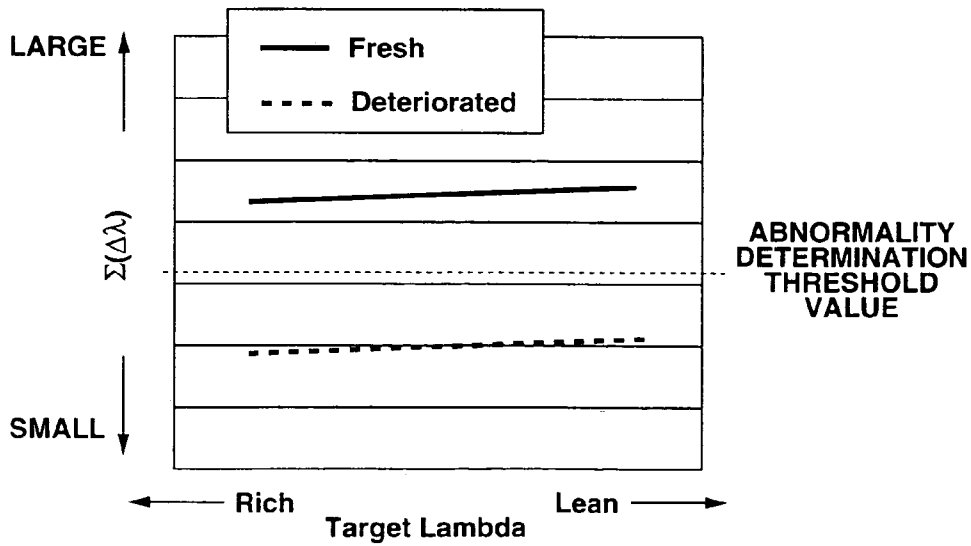 LARGE
Fresh
Deteriorated
Σ(Δλ)
ABNORMALITY
DETERMINATION
THRESHOLD
VALUE
SMALL
Rich
Lean
Target Lambda